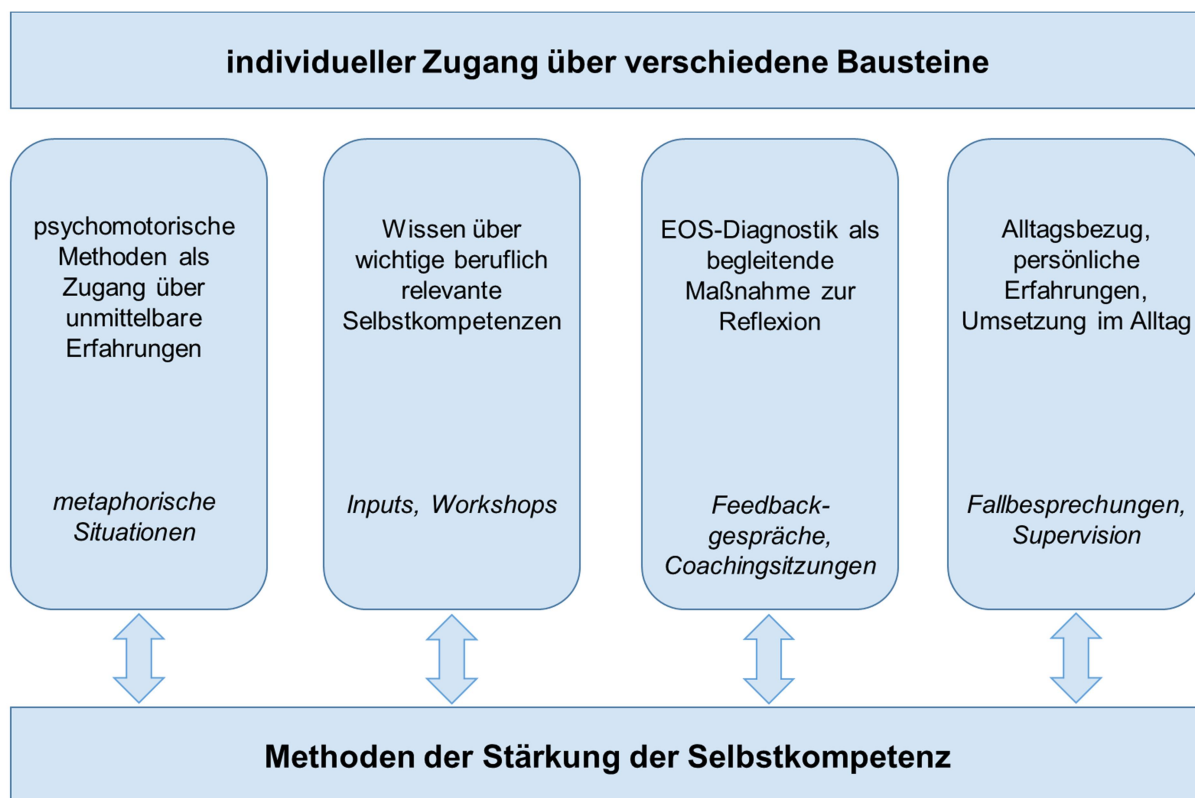 individueller Zugang über verschiedene Bausteine
psychomotorische
Methoden als
Zugang über
unmittelbare
Erfahrungen
metaphorische
Situationen
Wissen über
wichtige beruflich
relevante
Selbstkompetenzen
Inputs, Workshops
EOS-Diagnostik als
begleitende
Maßnahme zur
Reflexion
Feedback-
gespräche,
Coachingsitzungen
Alltagsbezug,
persönliche
Erfahrungen,
Umsetzung im Alltag
Fallbesprechungen,
Supervision
Methoden der Stärkung der Selbstkompetenz